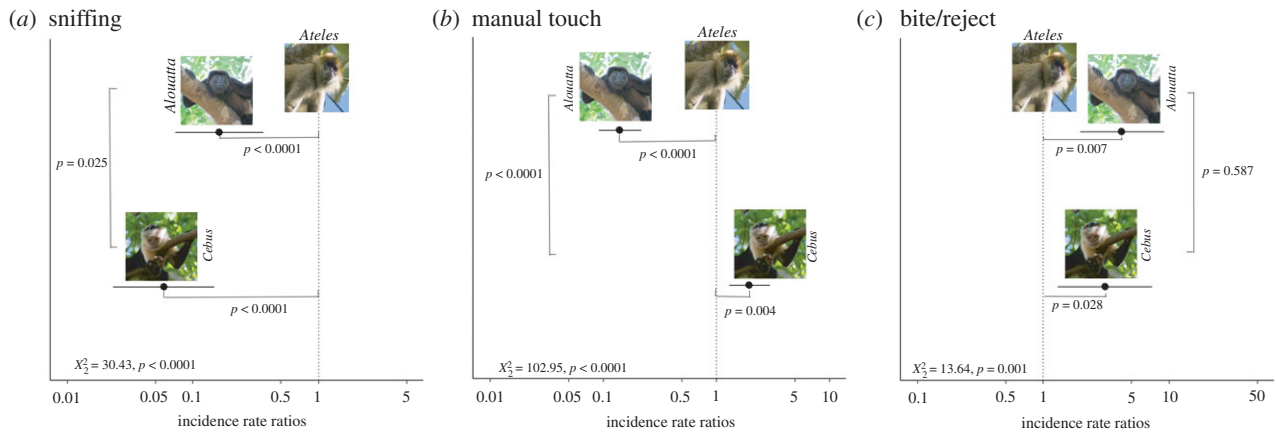 (a) sniffing
Ateles
Alouatta
p < 0.0001
p = 0.025
Cebus
p < 0.0001
X²₂ = 30.43, p < 0.0001
0.01 0.05 0.1 0.5 1 5
incidence rate ratios
(b) manual touch
Ateles
Alouatta
p < 0.0001
p < 0.0001
Cebus
p = 0.004
X²₂ = 102.95, p < 0.0001
0.01 0.05 0.1 0.5 1 5 10
incidence rate ratios
(c) bite/reject
Ateles
Alouatta
p = 0.007
p = 0.587
Cebus
p = 0.028
X²₂ = 13.64, p = 0.001
0.1 0.5 1 5 10 50
incidence rate ratios